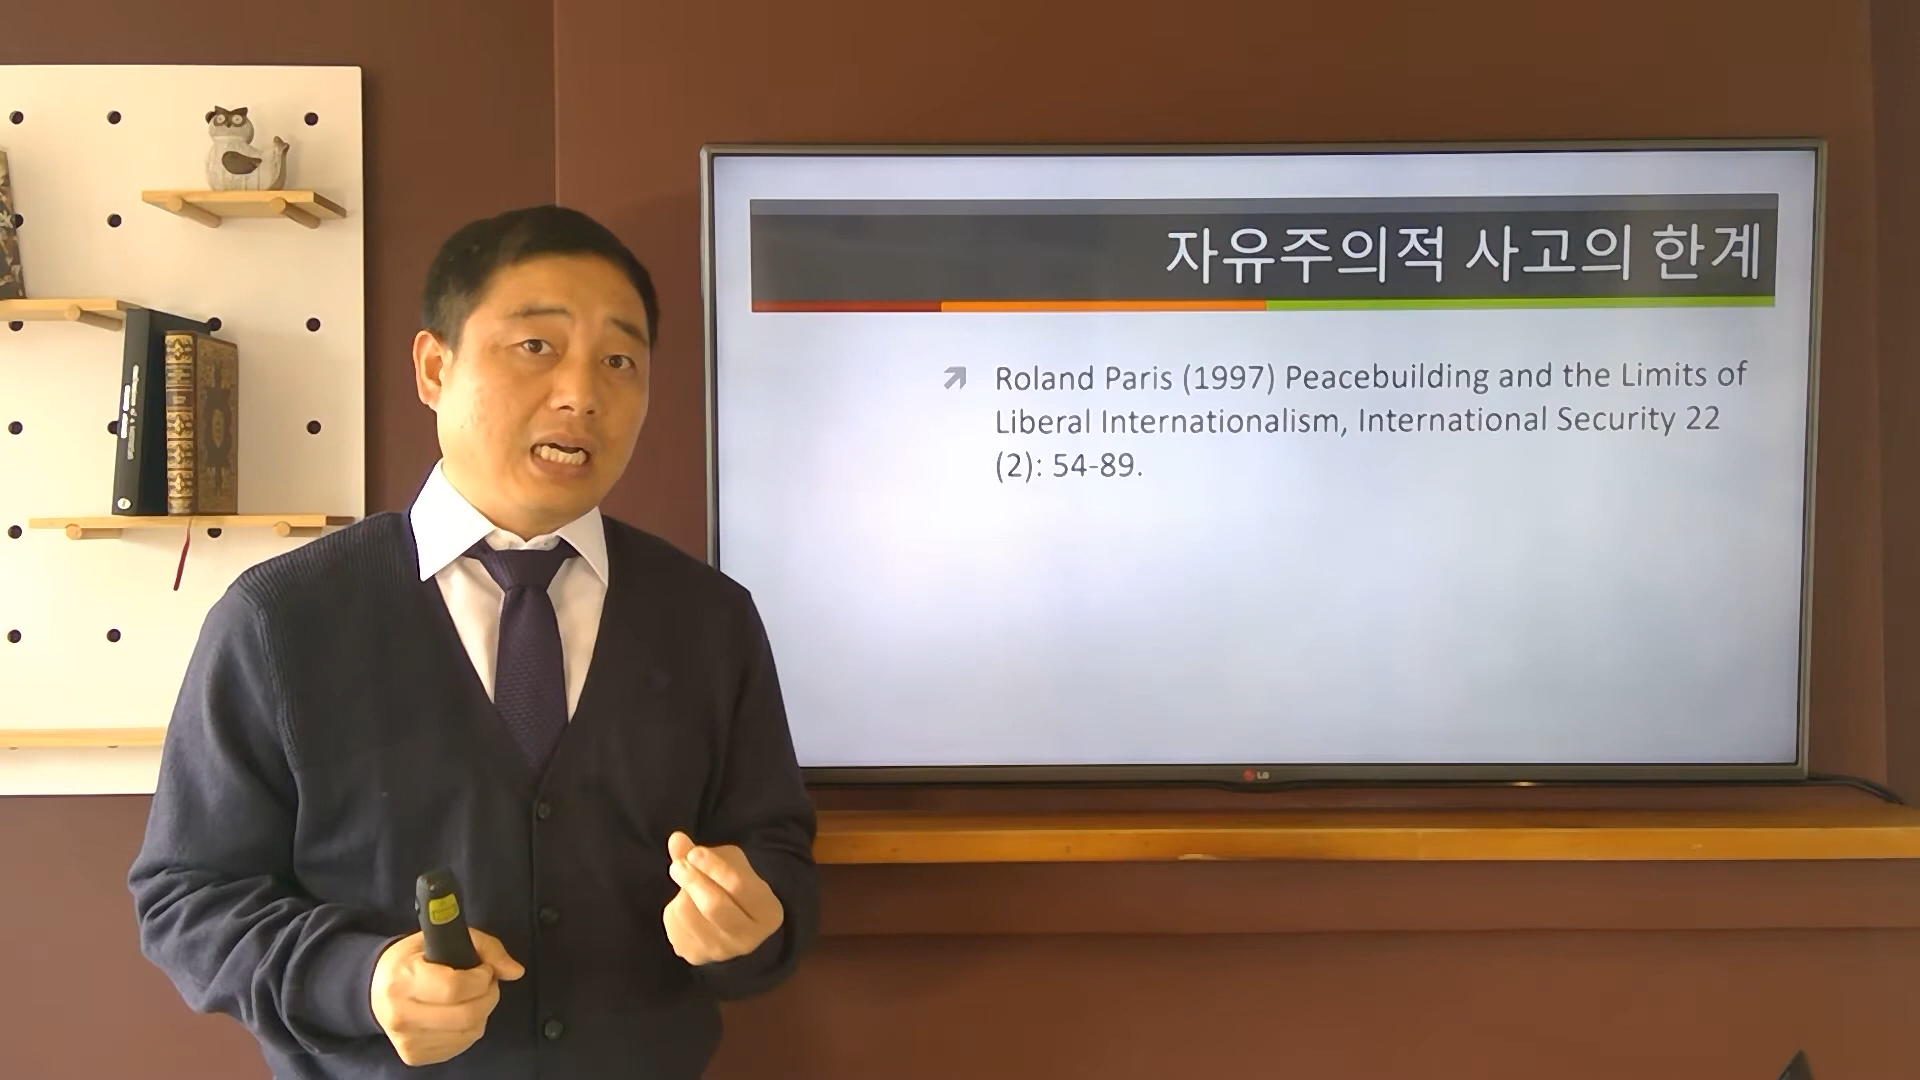 자유주의적 사고의 한계
Roland Paris (1997) Peacebuilding and the Limits of
Liberal Internationalism, International Security 22
(2): 54-89.
LG